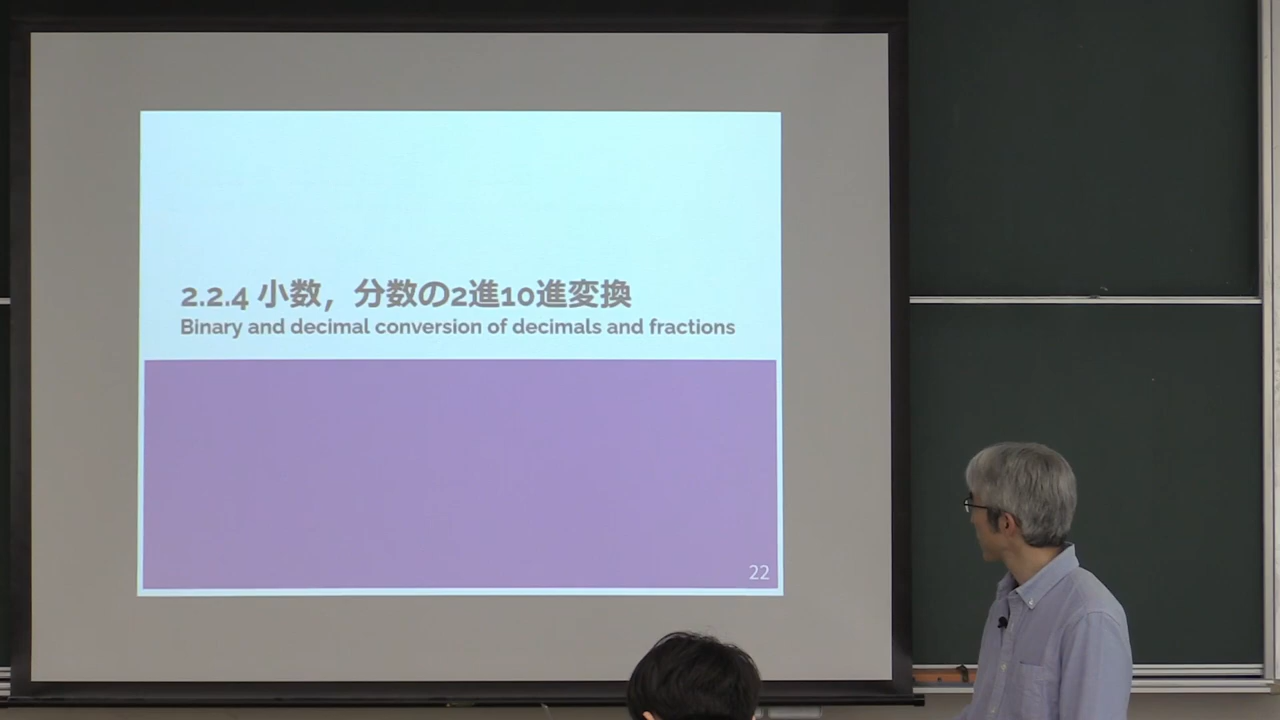 2.2.4 小数，分数の2進10進変換
Binary and decimal conversion of decimals and fractions
22